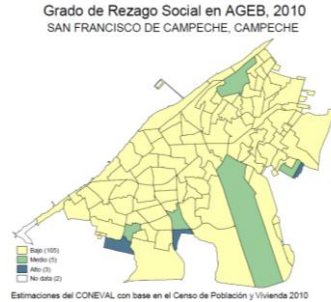 Grado de Rezago Social en AGEB, 2010
SAN FRANCISCO DE CAMPECHE, CAMPECHE
Bajo (105)
Medio (5)
Alto (3)
No data (2)
Estimaciones del CONEVAL con base en el Censo de Población y Vivienda 2010